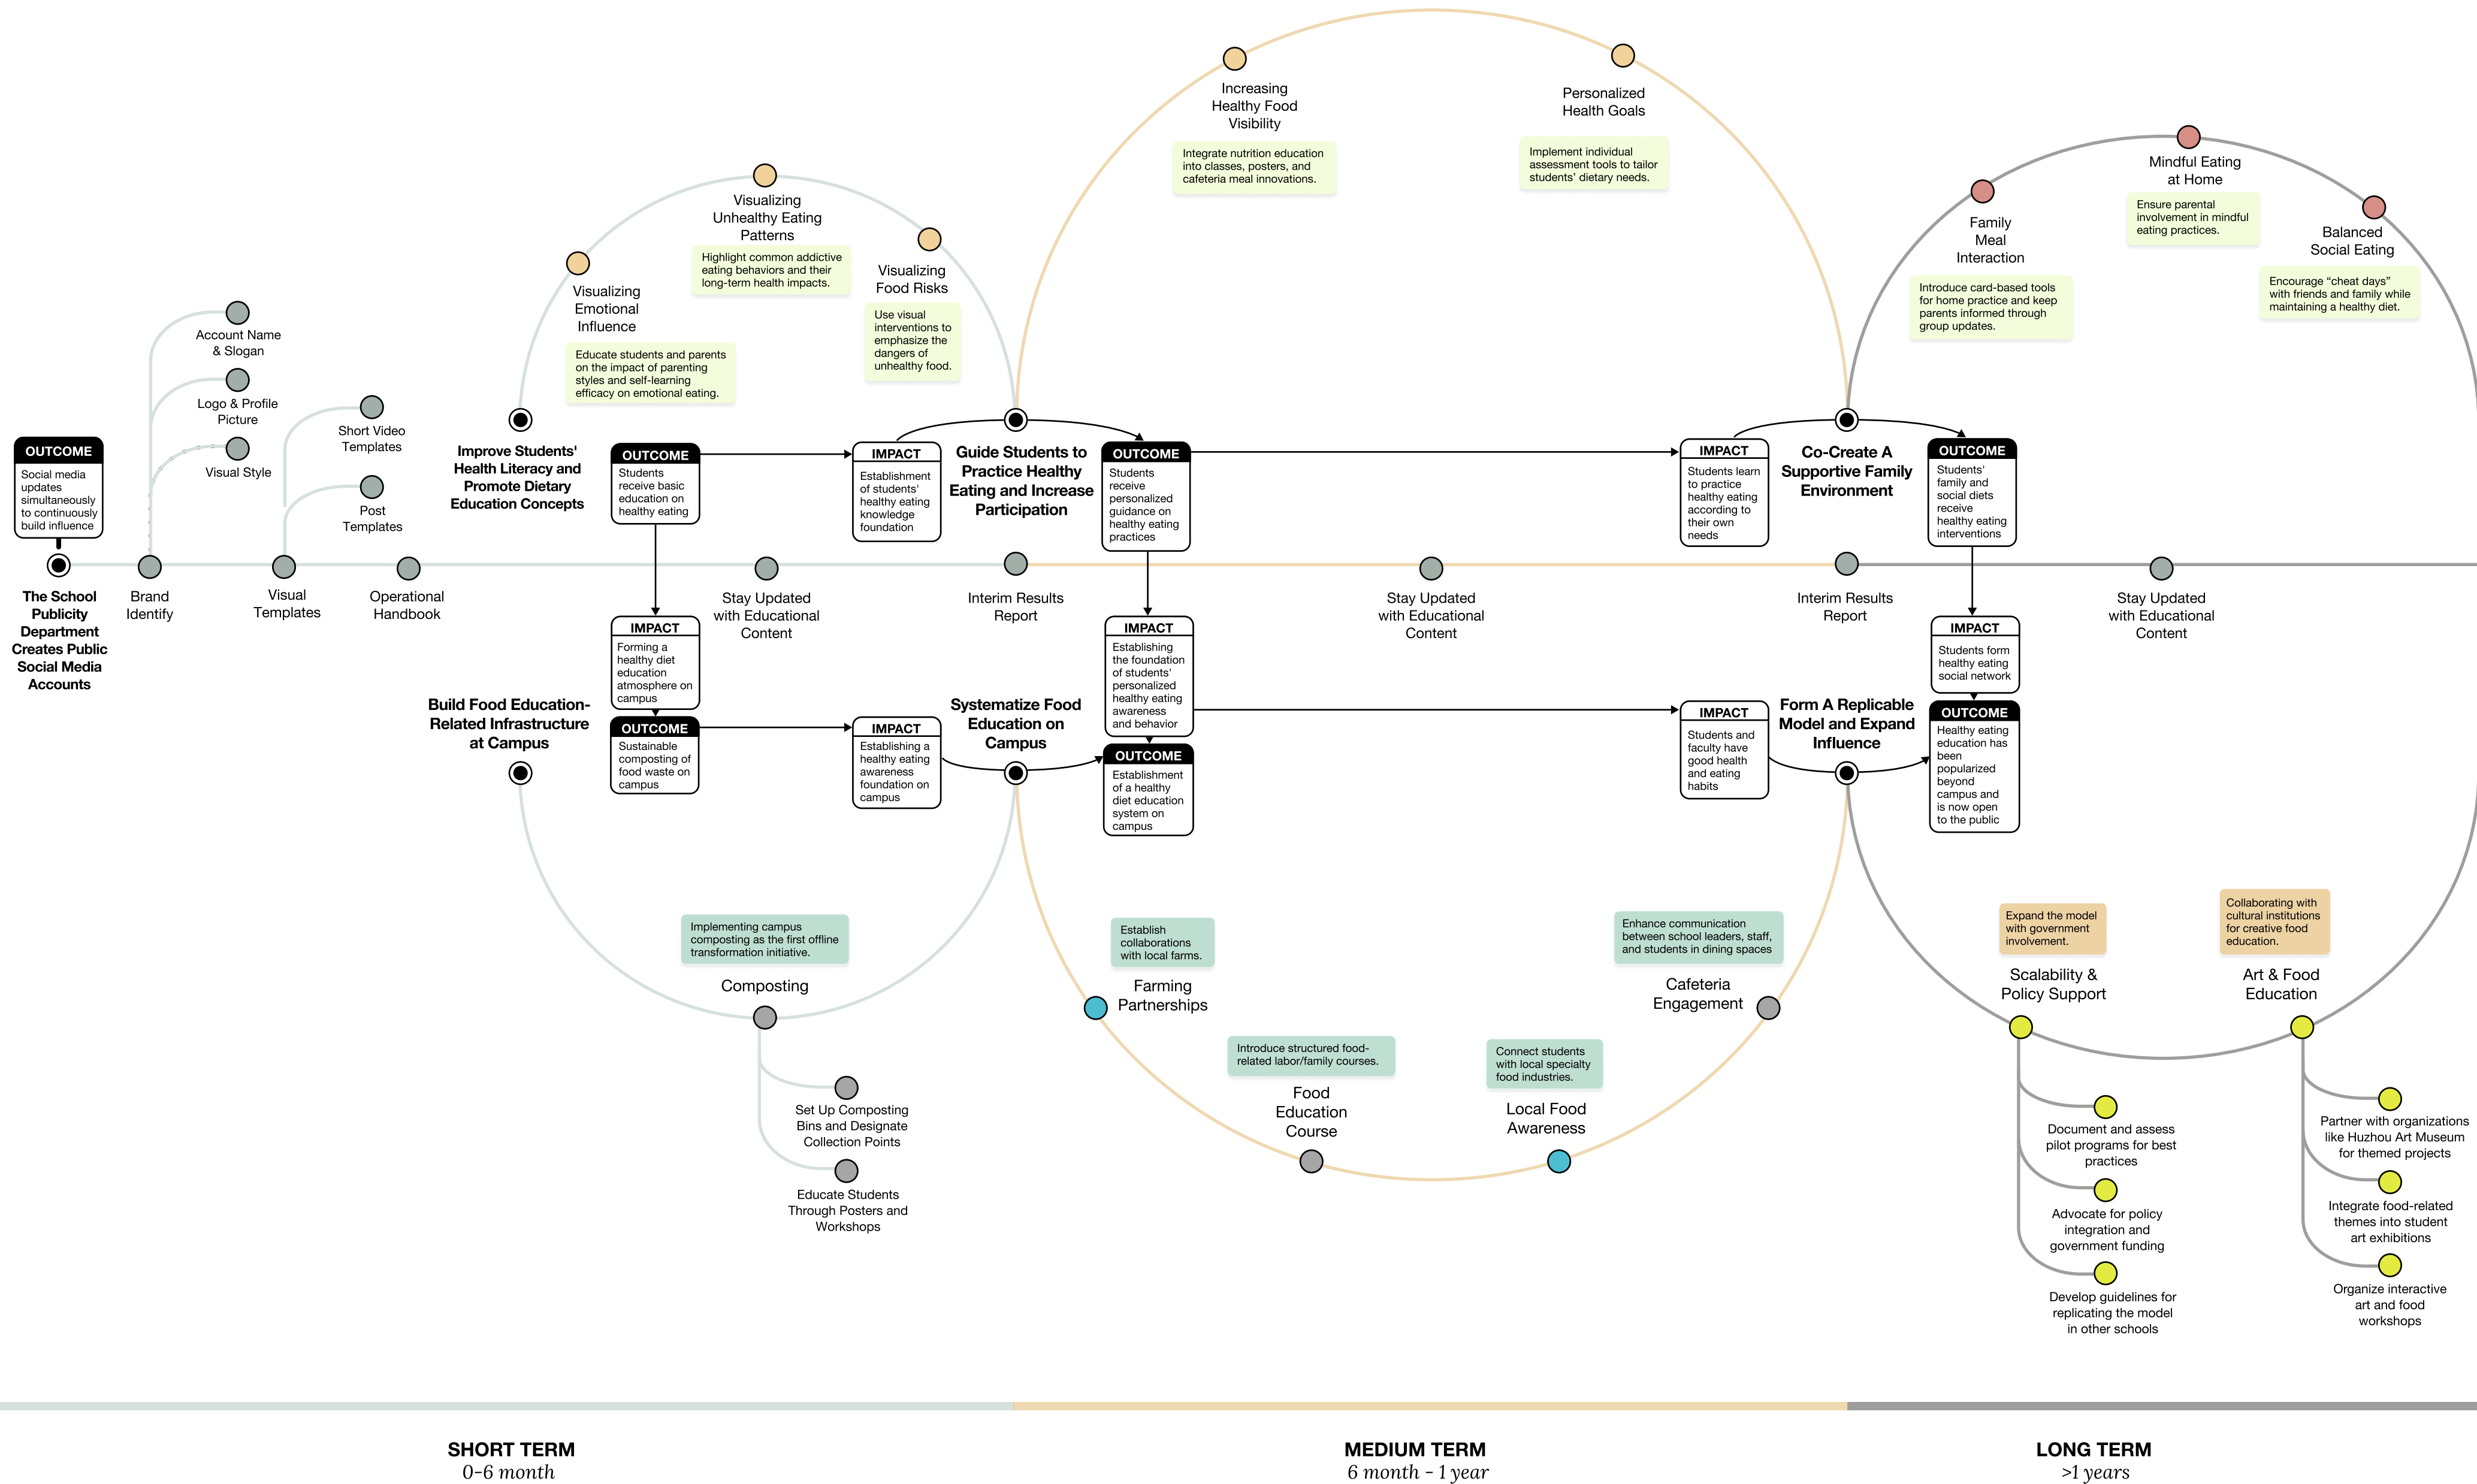 Increasing
Healthy Food
Visibility
Integrate nutrition education
into classes, posters, and
cafeteria meal innovations.
Personalized
Health Goals
Implement individual
assessment tools to tailor
students' dietary needs.
Mindful Eating
at Home
Ensure parental
involvement in mindful
eating practices.
Family
Meal
Interaction
Introduce card-based tools
for home practice and keep
parents informed through
group updates.
Balanced
Social Eating
Encourage “cheat days”
with friends and family while
maintaining a healthy diet.
Visualizing
Unhealthy Eating
Patterns
Highlight common addictive
eating behaviors and their
long-term health impacts.
Visualizing
Food Risks
Use visual
interventions to
emphasize the
dangers of
unhealthy food.
Visualizing
Emotional
Influence
Educate students and parents
on the impact of parenting
styles and self-learning
efficacy on emotional eating.
Account Name
& Slogan
Logo & Profile
Picture
Visual Style
Short Video
Templates
Post
Templates
OUTCOME
Social media
updates
simultaneously
to continuously
build influence
Improve Students'
Health Literacy and
Promote Dietary
Education Concepts
OUTCOME
Students
receive basic
education on
healthy eating
IMPACT
Establishment
of students'
healthy eating
knowledge
foundation
Guide Students to
Practice Healthy
Eating and Increase
Participation
OUTCOME
Students
receive
personalized
guidance on
healthy eating
practices
IMPACT
Students learn
to practice
healthy eating
according to
their own
needs
Co-Create A
Supportive Family
Environment
OUTCOME
Students'
family and
social diets
receive
healthy eating
interventions
The School
Publicity
Department
Creates Public
Social Media
Accounts
Brand
Identify
Visual
Templates
Operational
Handbook
Stay Updated
with Educational
Content
Interim Results
Report
Stay Updated
with Educational
Content
Interim Results
Report
Stay Updated
with Educational
Content
IMPACT
Forming a
healthy diet
education
atmosphere on
campus
IMPACT
Establishing
the foundation
of students'
personalized
healthy eating
awareness
and behavior
IMPACT
Students form
healthy eating
social network
Build Food Education-
Related Infrastructure
at Campus
OUTCOME
Sustainable
composting of
food waste on
campus
IMPACT
Establishing a
healthy eating
awareness
foundation on
campus
Systematize Food
Education on
Campus
OUTCOME
Establishment
of a healthy
diet education
system on
campus
IMPACT
Students and
faculty have
good health
and eating
habits
Form A Replicable
Model and Expand
Influence
OUTCOME
Healthy eating
education has
been
popularized
beyond
campus and
is now open
to the public
Implementing campus
composting as the first offline
transformation initiative.
Composting
Set Up Composting
Bins and Designate
Collection Points
Educate Students
Through Posters and
Workshops
Establish
collaborations
with local farms.
Farming
Partnerships
Introduce structured food-
related labor/family courses.
Food
Education
Course
Connect students
with local specialty
food industries.
Local Food
Awareness
Enhance communication
between school leaders, staff,
and students in dining spaces
Cafeteria
Engagement
Expand the model
with government
involvement.
Scalability &
Policy Support
Document and assess
pilot programs for best
practices
Advocate for policy
integration and
government funding
Develop guidelines for
replicating the model
in other schools
Collaborating with
cultural institutions
for creative food
education.
Art & Food
Education
Partner with organizations
like Huzhou Art Museum
for themed projects
Integrate food-related
themes into student
art exhibitions
Organize interactive
art and food
workshops
SHORT TERM
0-6 month
MEDIUM TERM
6 month - 1 year
LONG TERM
>1 years